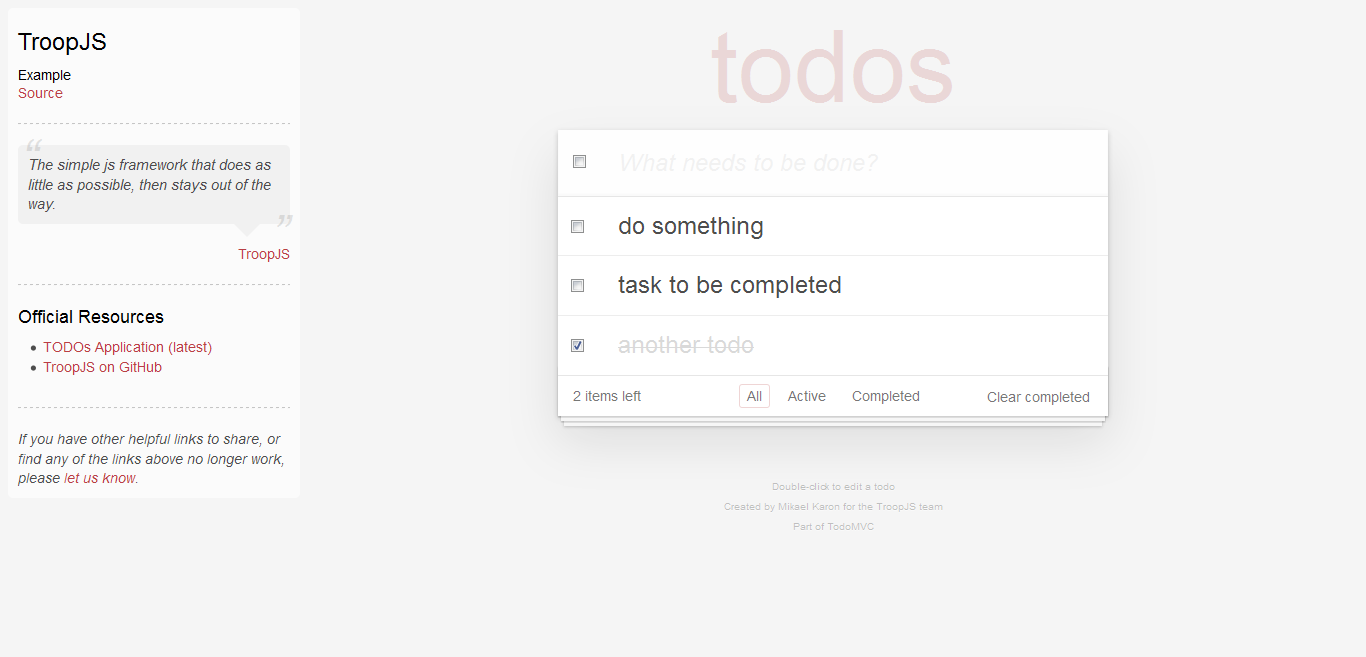 TroopJS
Example
Source
“
The simple js framework that does as
little as possible, then stays out of the
way.
”
TroopJS
Official Resources
• TODOs Application (latest)
• TroopJS on GitHub
If you have other helpful links to share, or
find any of the links above no longer work,
please let us know.
todos
What needs to be done?
do something
task to be completed
another todo
2 items left All Active Completed Clear completed
Double-click to edit a todo
Created by Mikael Karon for the TroopJS team
Part of TodoMVC